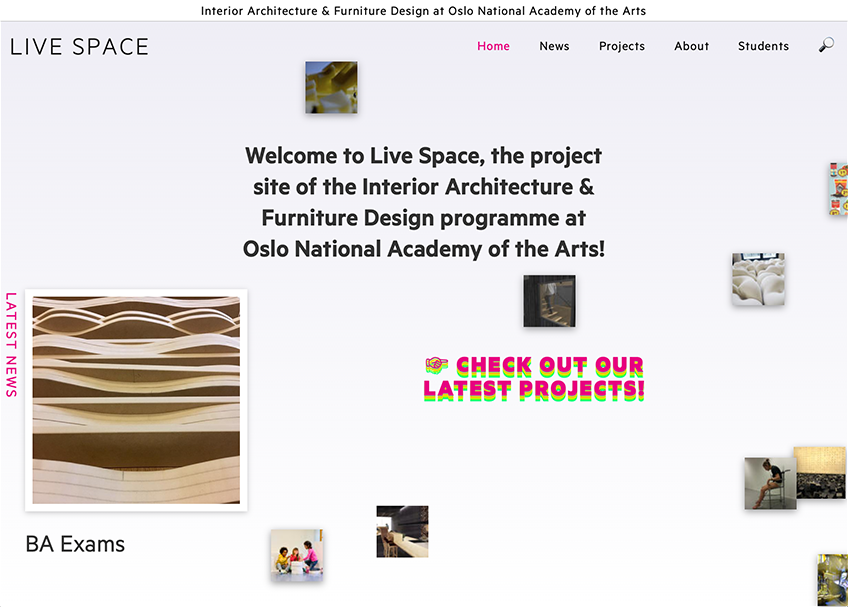 Interior Architecture & Furniture Design at Oslo National Academy of the Arts
LIVE SPACE
Home News Projects About Students
Welcome to Live Space, the project
site of the Interior Architecture &
Furniture Design programme at
Oslo National Academy of the Arts!
LATEST NEWS
CHECK OUT OUR
LATEST PROJECTS!
BA Exams